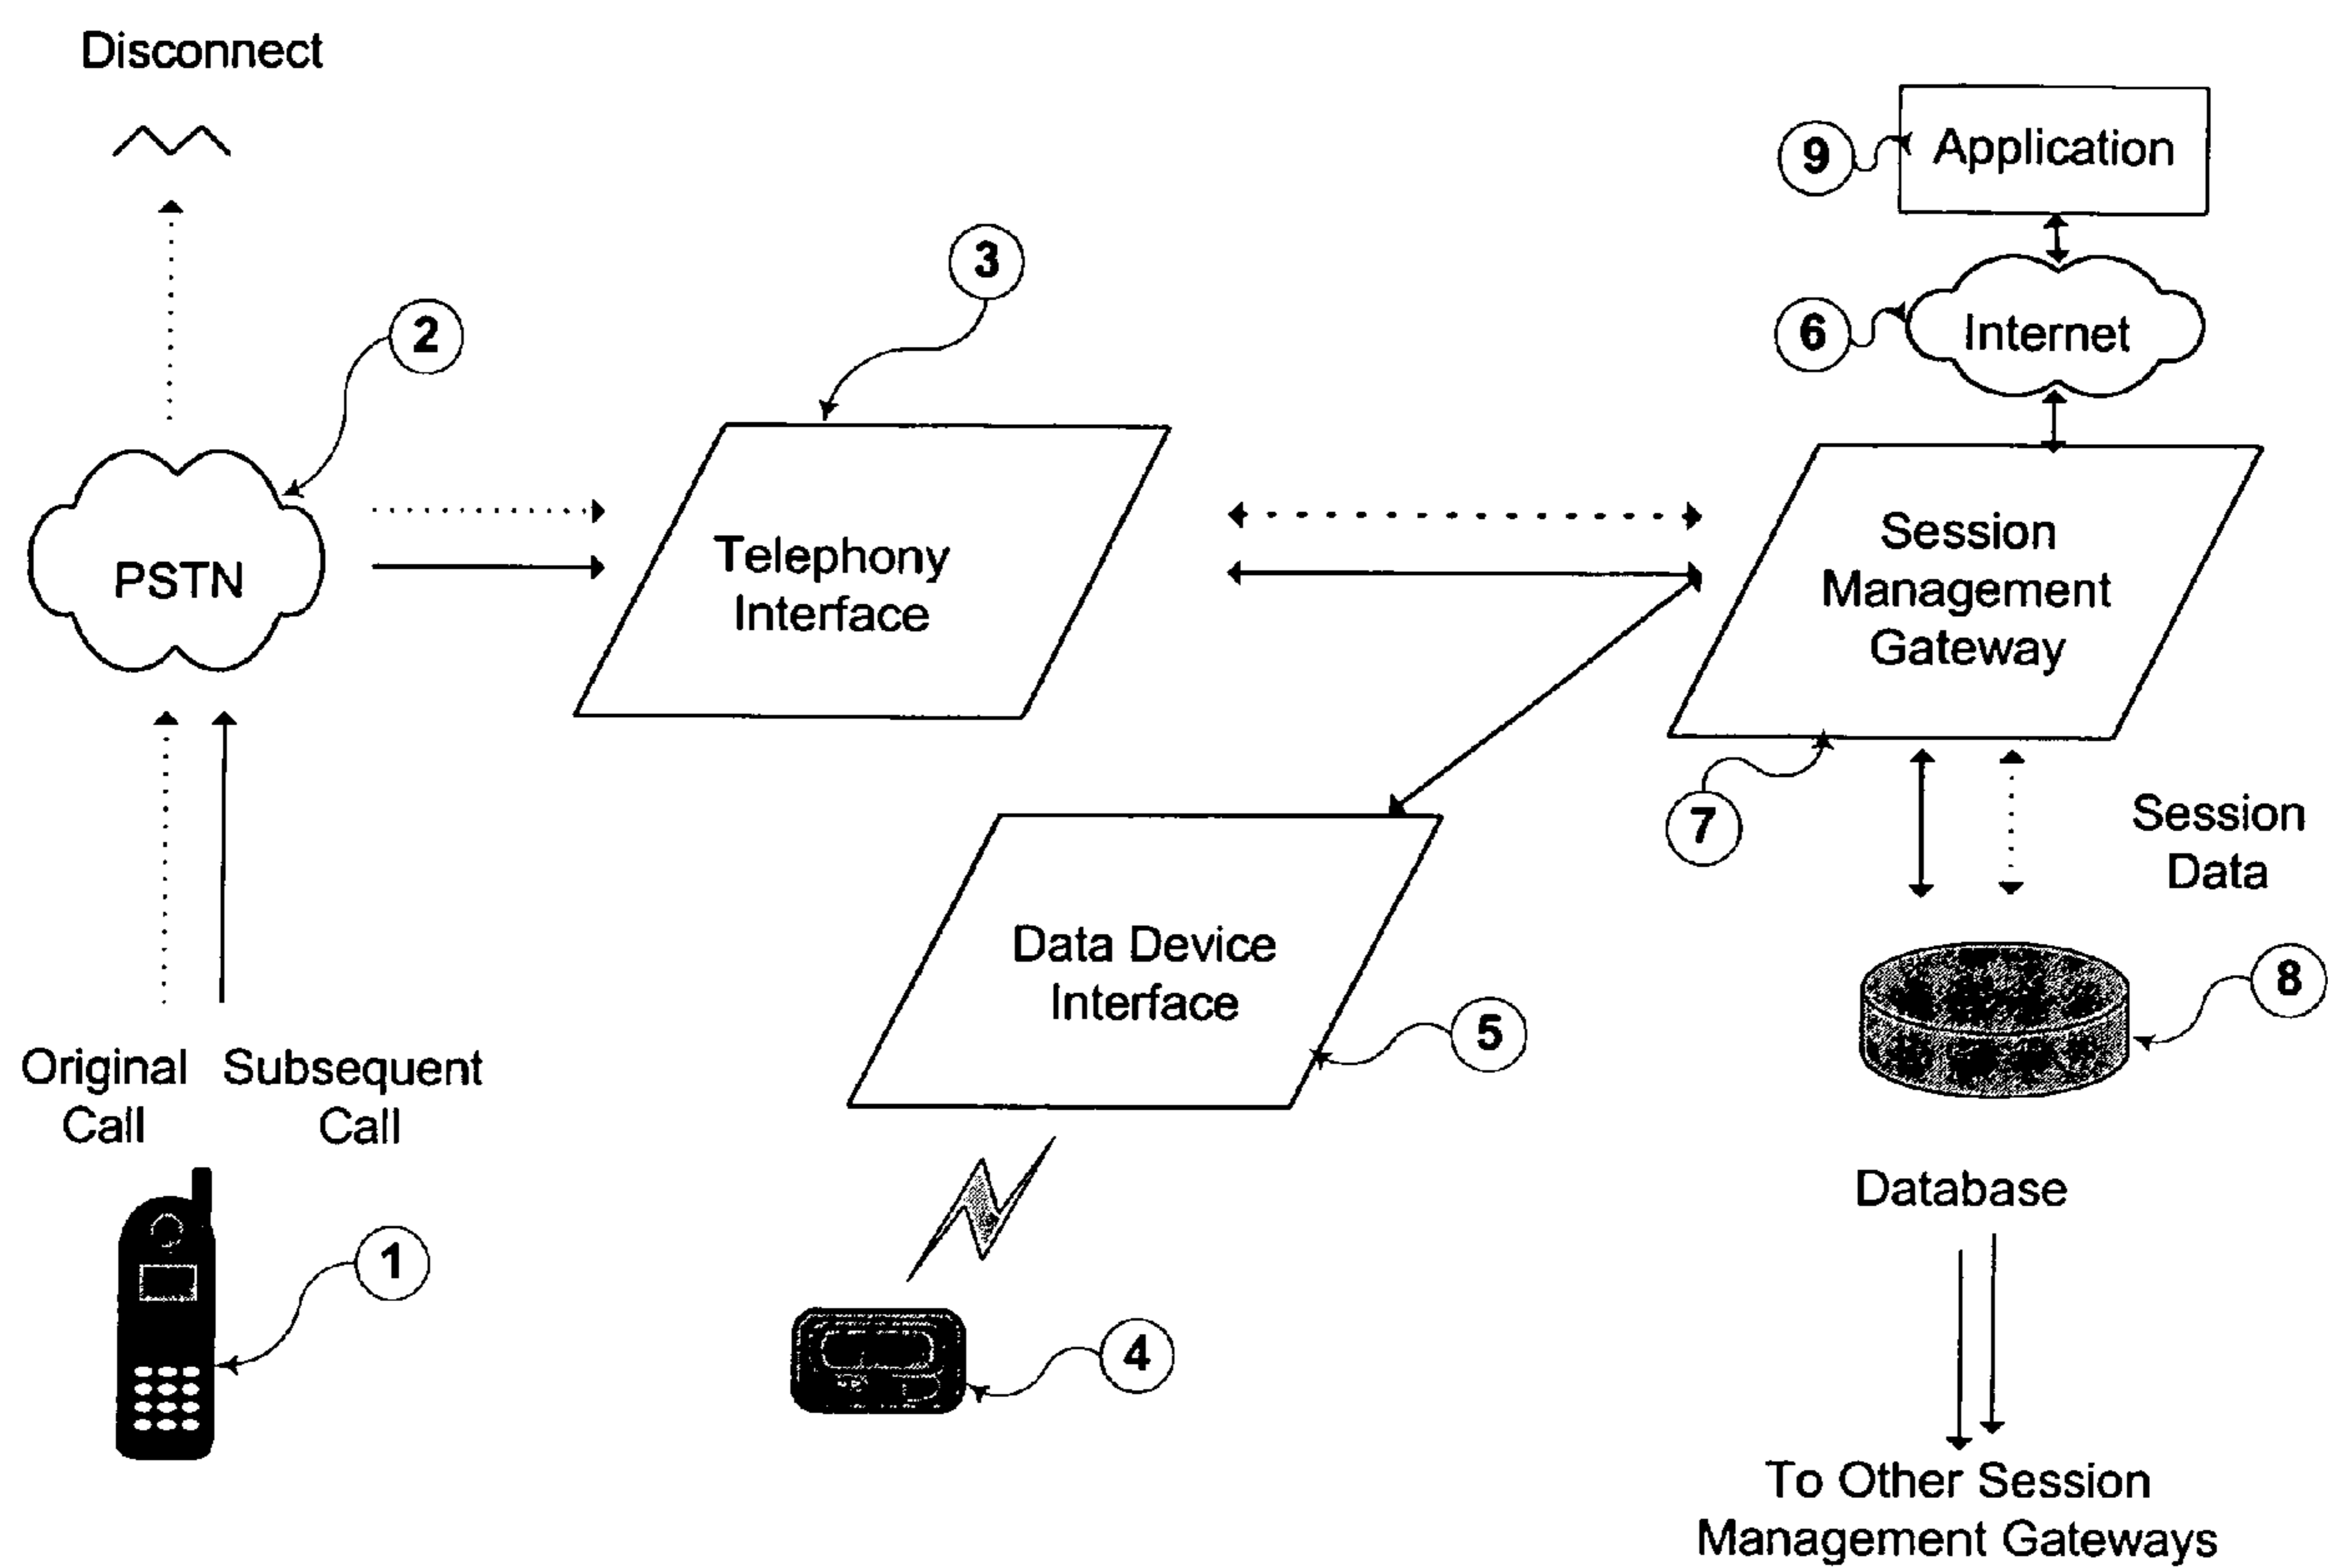 Disconnect
9
Application
3
2
6
Internet
PSTN
Telephony
Interface
Session
Management
Gateway
7
Session
Data
Data Device
Interface
5
8
Original
Call
Subsequent
Call
Database
1
4
To Other Session
Management Gateways